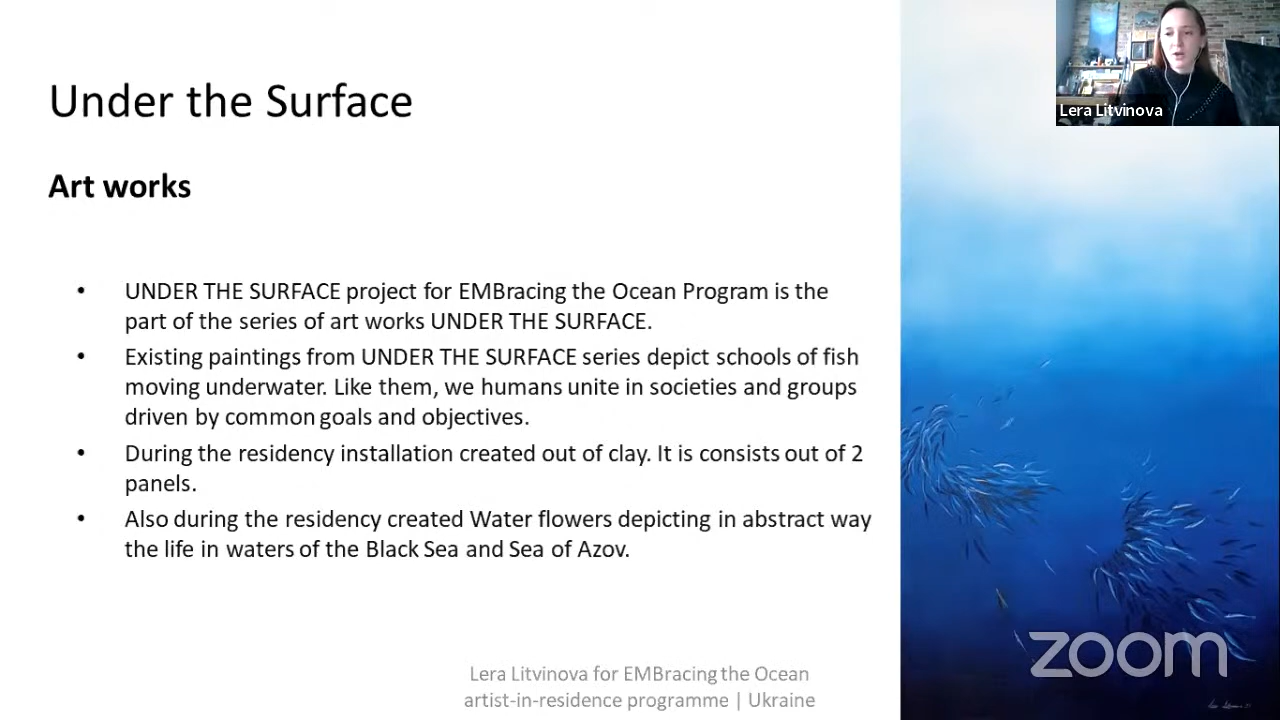 Under the Surface
Lera Litvinova
Art works
• UNDER THE SURFACE project for EMBracing the Ocean Program is the
part of the series of art works UNDER THE SURFACE.
• Existing paintings from UNDER THE SURFACE series depict schools of fish
moving underwater. Like them, we humans unite in societies and groups
driven by common goals and objectives.
• During the residency installation created out of clay. It is consists out of 2
panels.
• Also during the residency created Water flowers depicting in abstract way
the life in waters of the Black Sea and Sea of Azov.
zoom
Lera Litvinova for EMBracing the Ocean
artist-in-residence programme | Ukraine